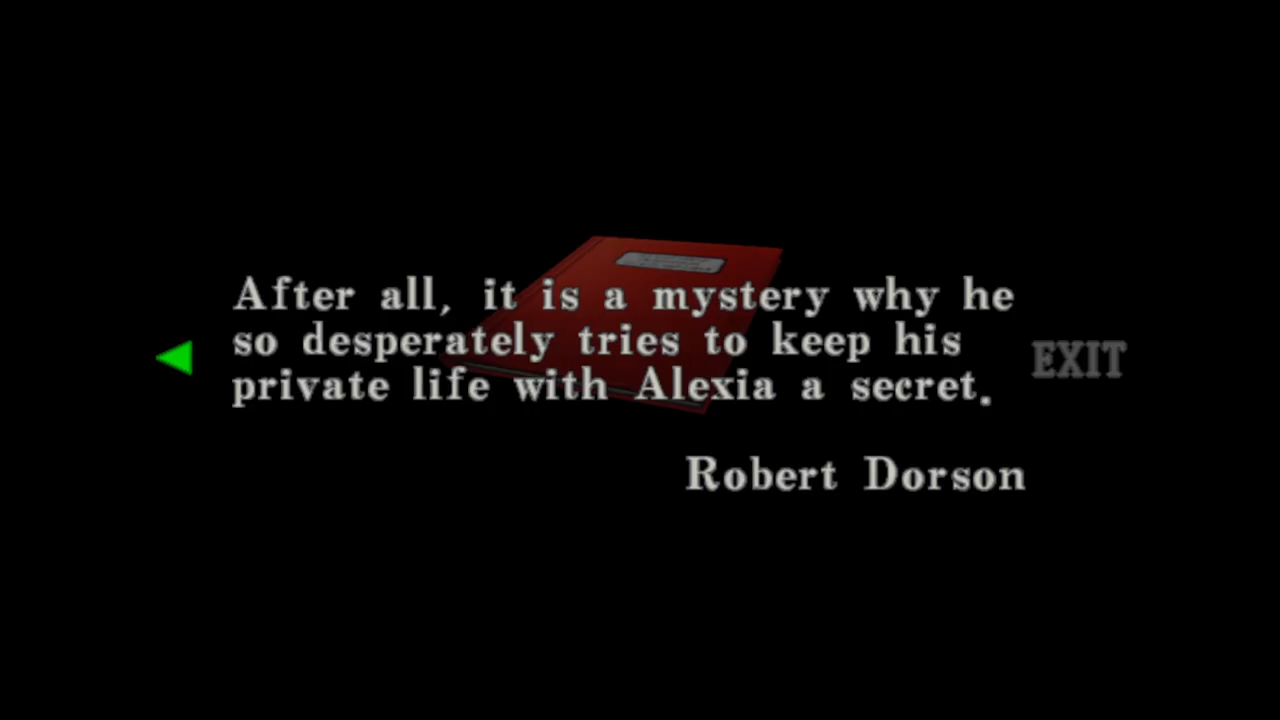 After all, it is a mystery why he
so desperately tries to keep his
private life with Alexia a secret.
EXIT
Robert Dorson